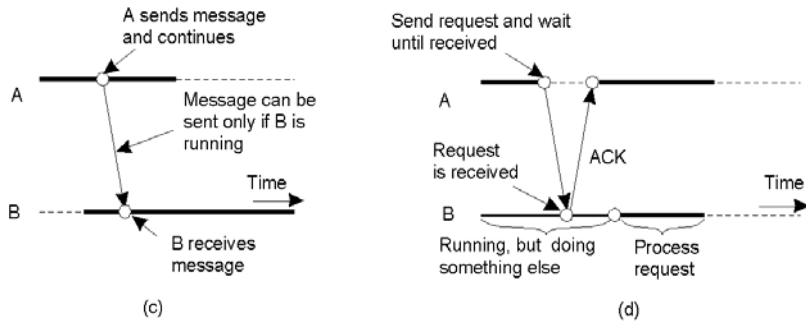 A sends message
and continues
A
Message can be
sent only if B is
running
Time
B
B receives
message
(c)
Send request and wait
until received
A
Request
is received
ACK
Time
B
Running, but doing
something else
Process
request
(d)